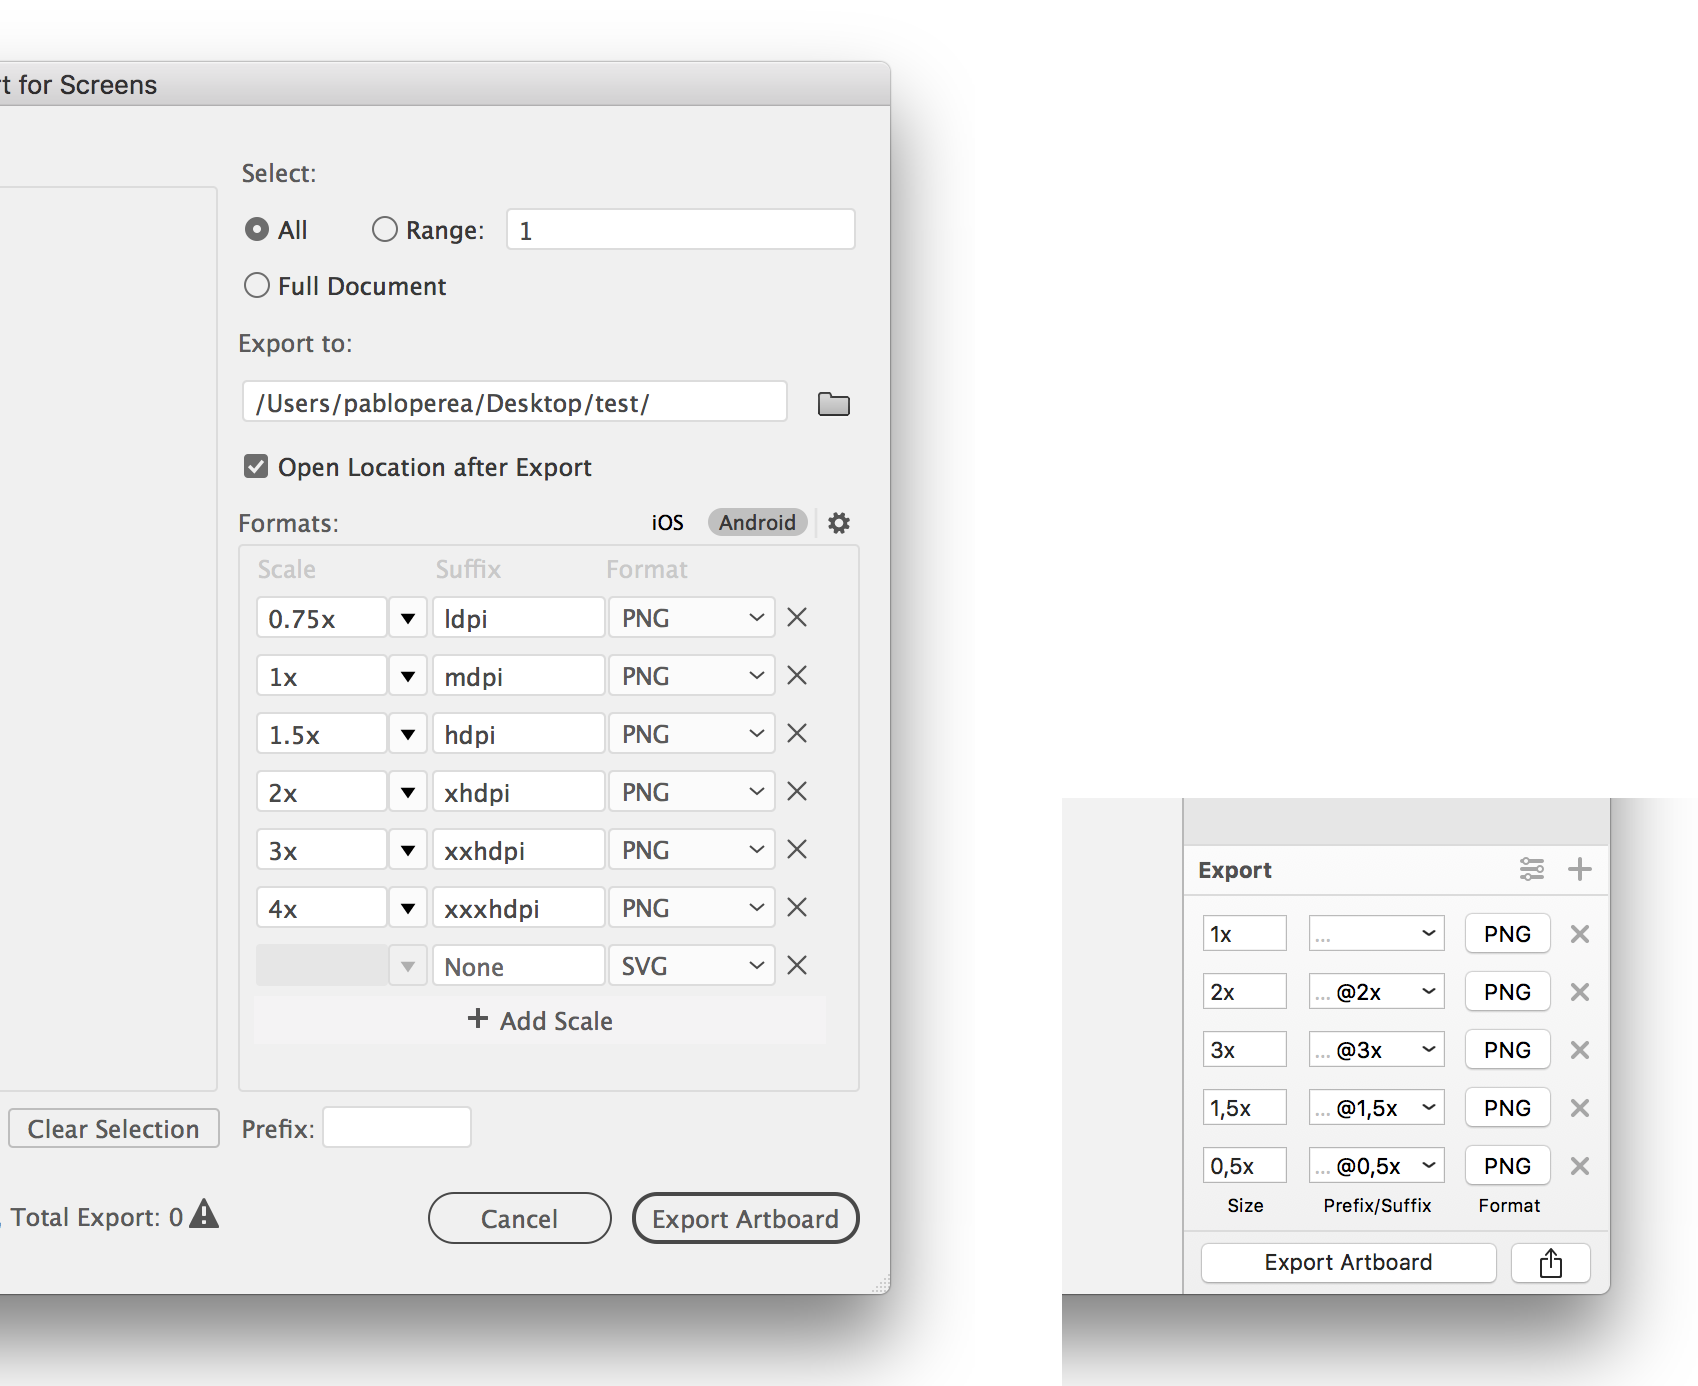 t for Screens
Select:
All Range: 1
Full Document
Export to:
/Users/pabloperea/Desktop/test/
Open Location after Export
Formats: iOS Android
Scale Suffix Format
0.75x ldpi PNG
1x mdpi PNG
1.5x hdpi PNG
2x xhdpi PNG
3x xxhdpi PNG
4x xxxhdpi PNG
None SVG
+ Add Scale
Clear Selection Prefix:
, Total Export: 0
Cancel Export Artboard
Export
1x ... PNG
2x ... @2x PNG
3x ... @3x PNG
1,5x ... @1,5x PNG
0,5x ... @0,5x PNG
Size Prefix/Suffix Format
Export Artboard